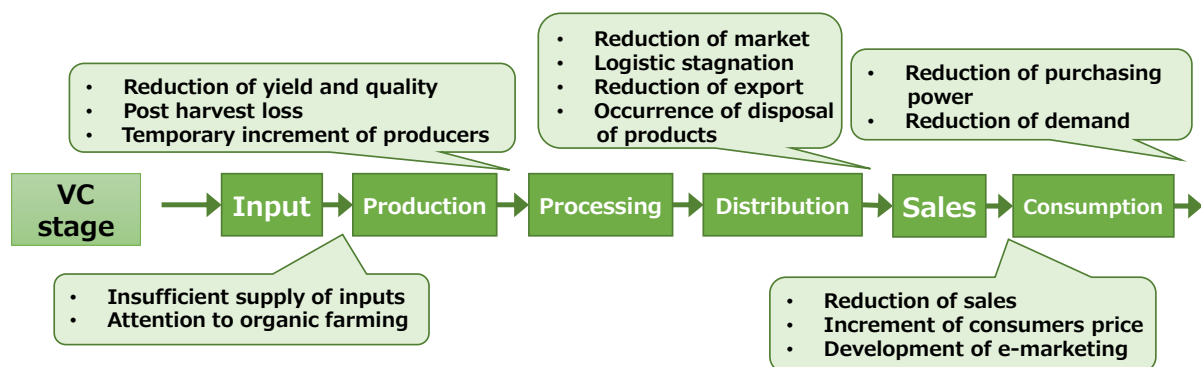 • Reduction of yield and quality
• Post harvest loss
• Temporary increment of producers
• Reduction of market
• Logistic stagnation
• Reduction of export
• Occurrence of disposal
of products
• Reduction of purchasing
power
• Reduction of demand
VC
stage
Input
Production
Processing
Distribution
Sales
Consumption
• Insufficient supply of inputs
• Attention to organic farming
• Reduction of sales
• Increment of consumers price
• Development of e-marketing